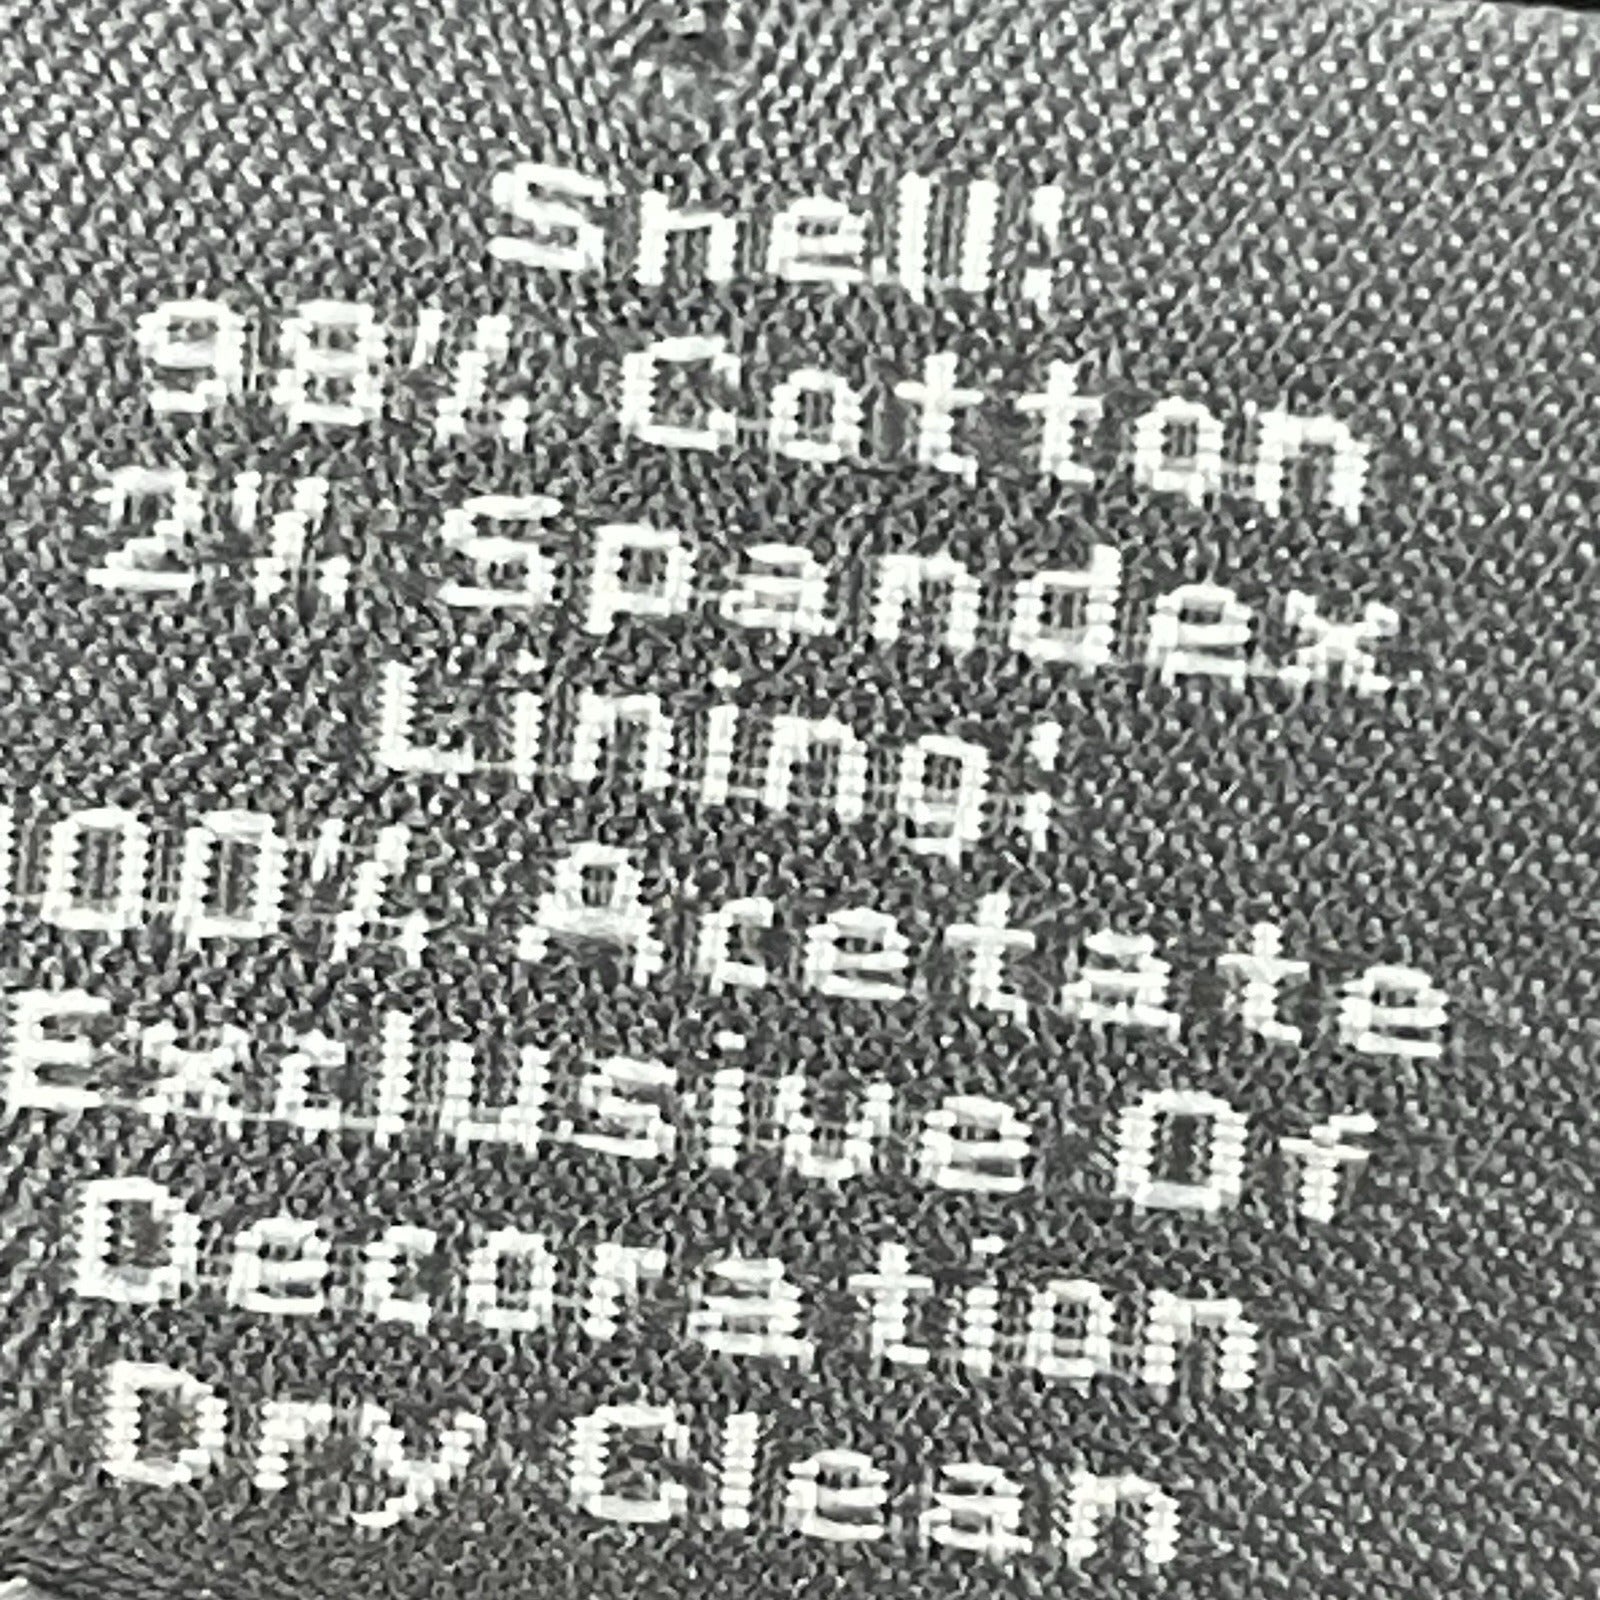 Shell:
98% Cotton
2% Spandex
Lining:
100% Acetate
Exclusive Of
Decoration
Dry Clean